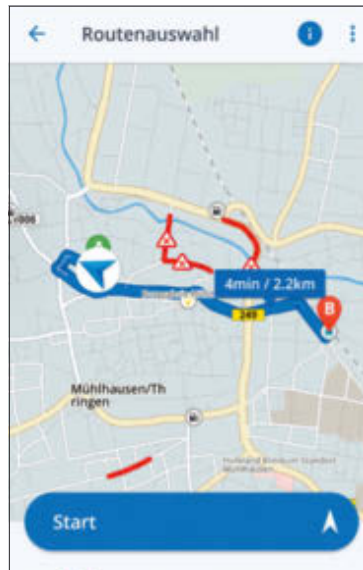 Routenauswahl
B
4min / 2.2km
249
Mühlhausen/Th
ringen
Start